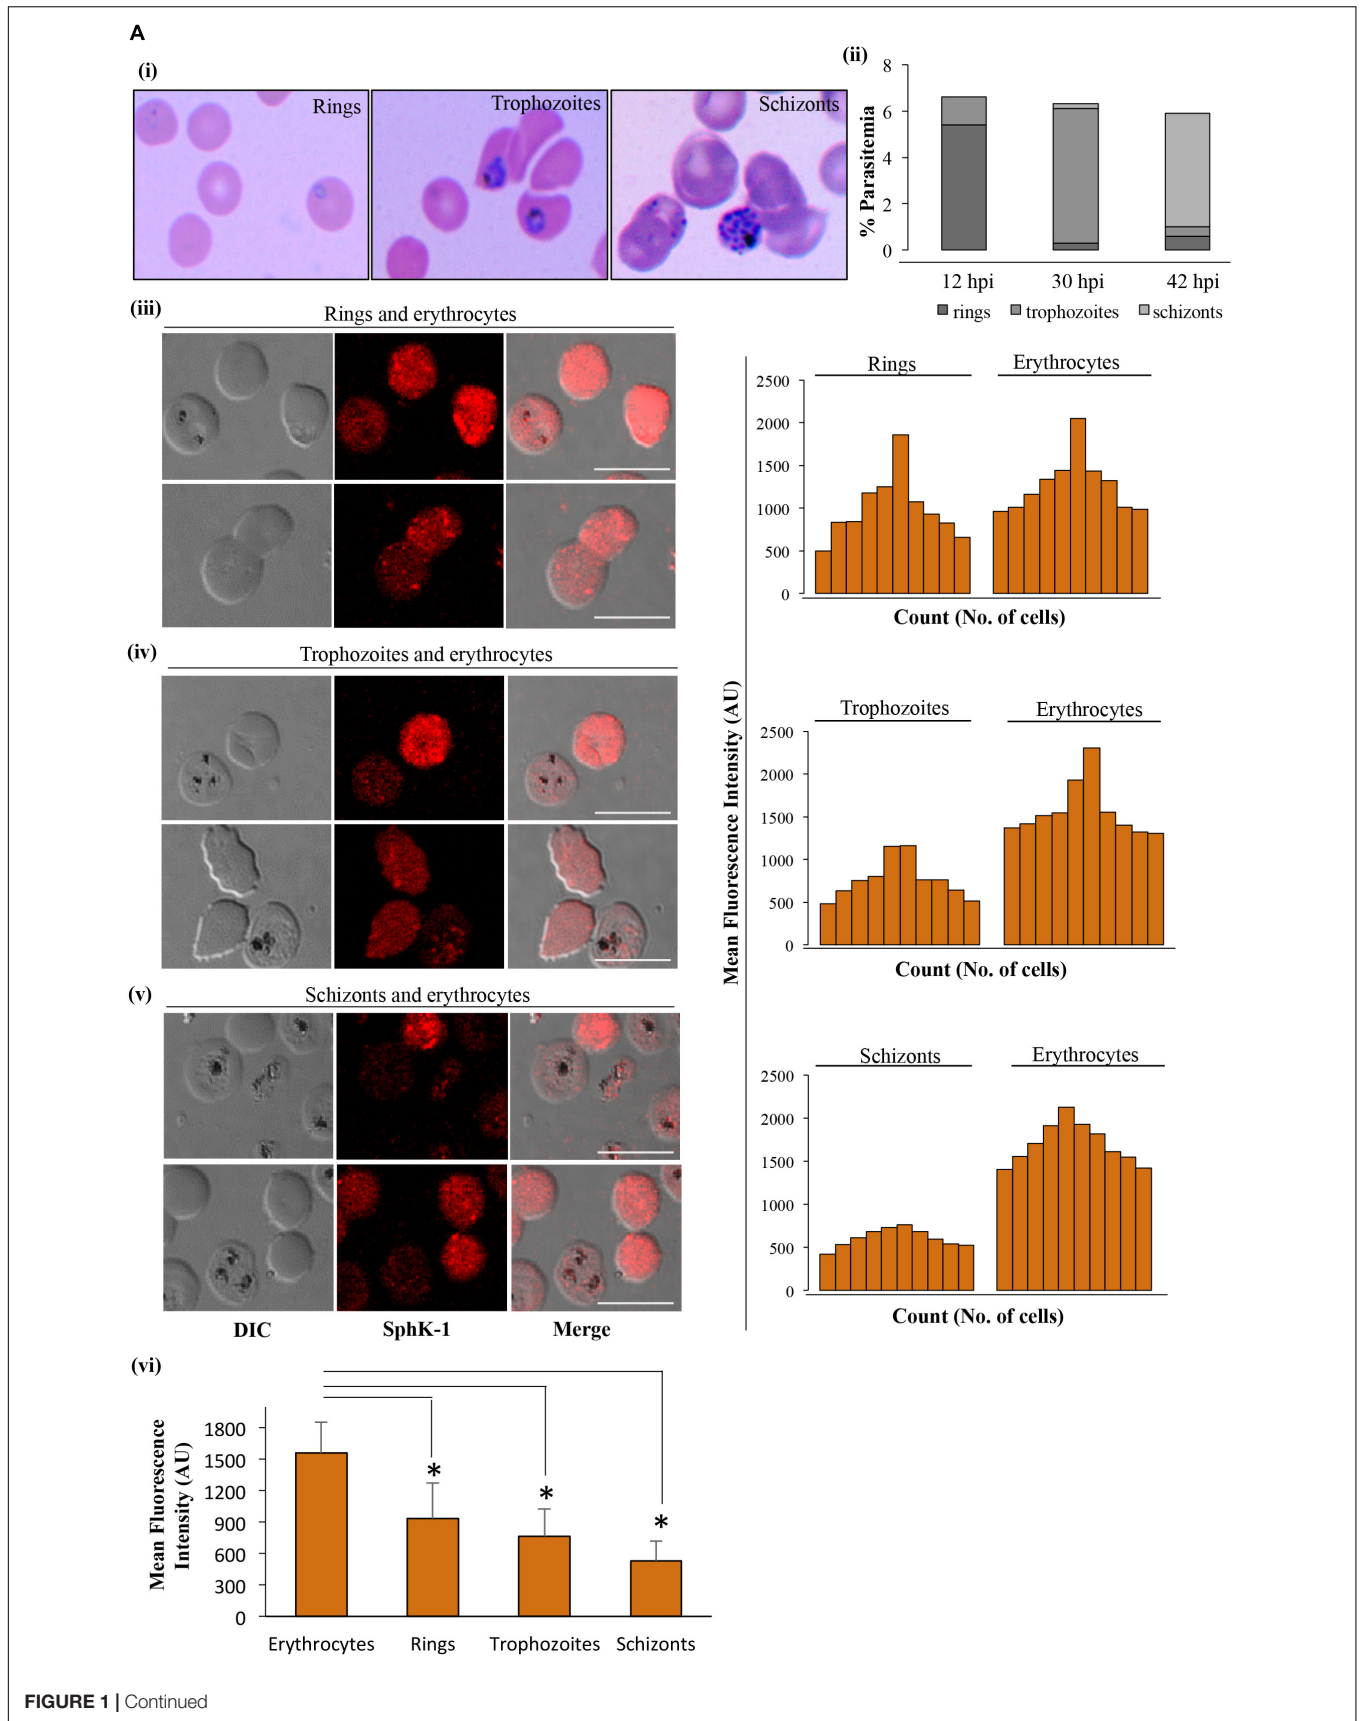 A
(i)
Rings
Trophozoites
Schizonts
(ii)
8
6
4
2
0
% Parasitemia
12 hpi
30 hpi
42 hpi
rings
trophozoites
schizonts
(iii)
Rings and erythrocytes
Rings
Erythrocytes
2500
2000
1500
1000
500
0
Count (No. of cells)
(iv)
Trophozoites and erythrocytes
Trophozoites
Erythrocytes
2500
2000
1500
1000
500
0
Count (No. of cells)
Mean Fluorescence Intensity (AU)
(v)
Schizonts and erythrocytes
Schizonts
Erythrocytes
2500
2000
1500
1000
500
0
Count (No. of cells)
DIC
SphK-1
Merge
(vi)
Mean Fluorescence
Intensity (AU)
1800
1500
1200
900
600
300
0
*
*
*
Erythrocytes
Rings
Trophozoites
Schizonts
FIGURE 1 | Continued